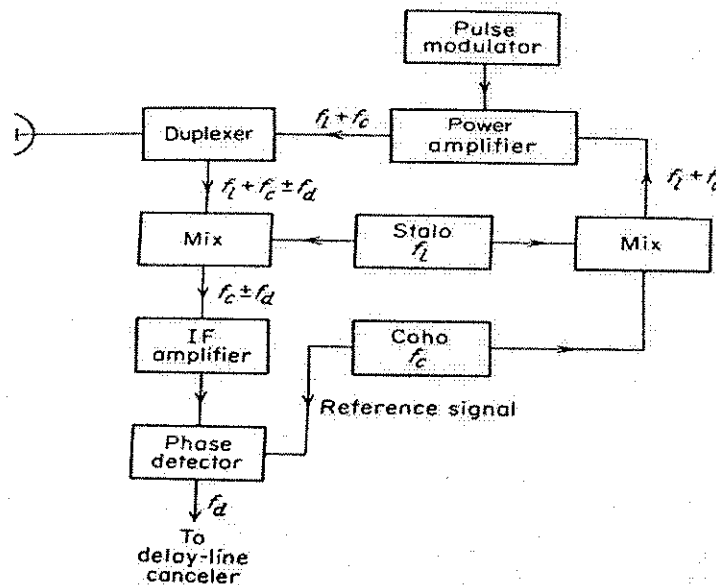 Pulse
modulator
Duplexer
f_l + f_c
Power
amplifier
f_l + f_c ± f_d
f_l + f
Mix
Stalo
f_l
Mix
f_c ± f_d
IF
amplifier
Coho
f_c
Reference signal
Phase
detector
f_d
To
delay-line
canceler